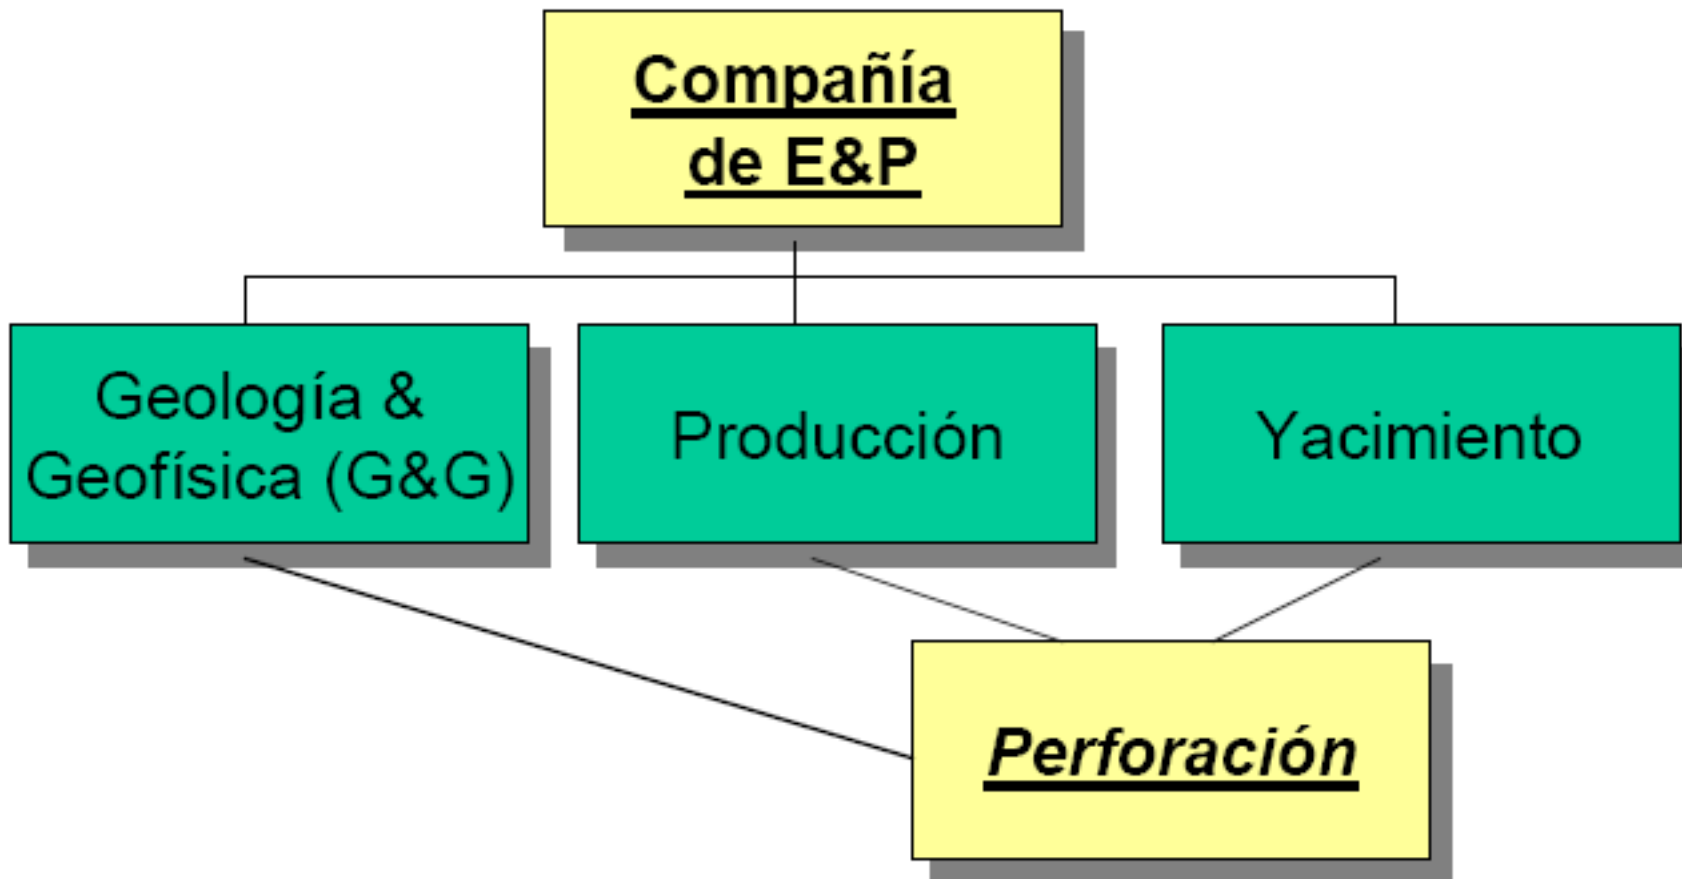 Compañía
de E&P
Geología &
Geofísica (G&G)
Producción
Yacimiento
Perforación